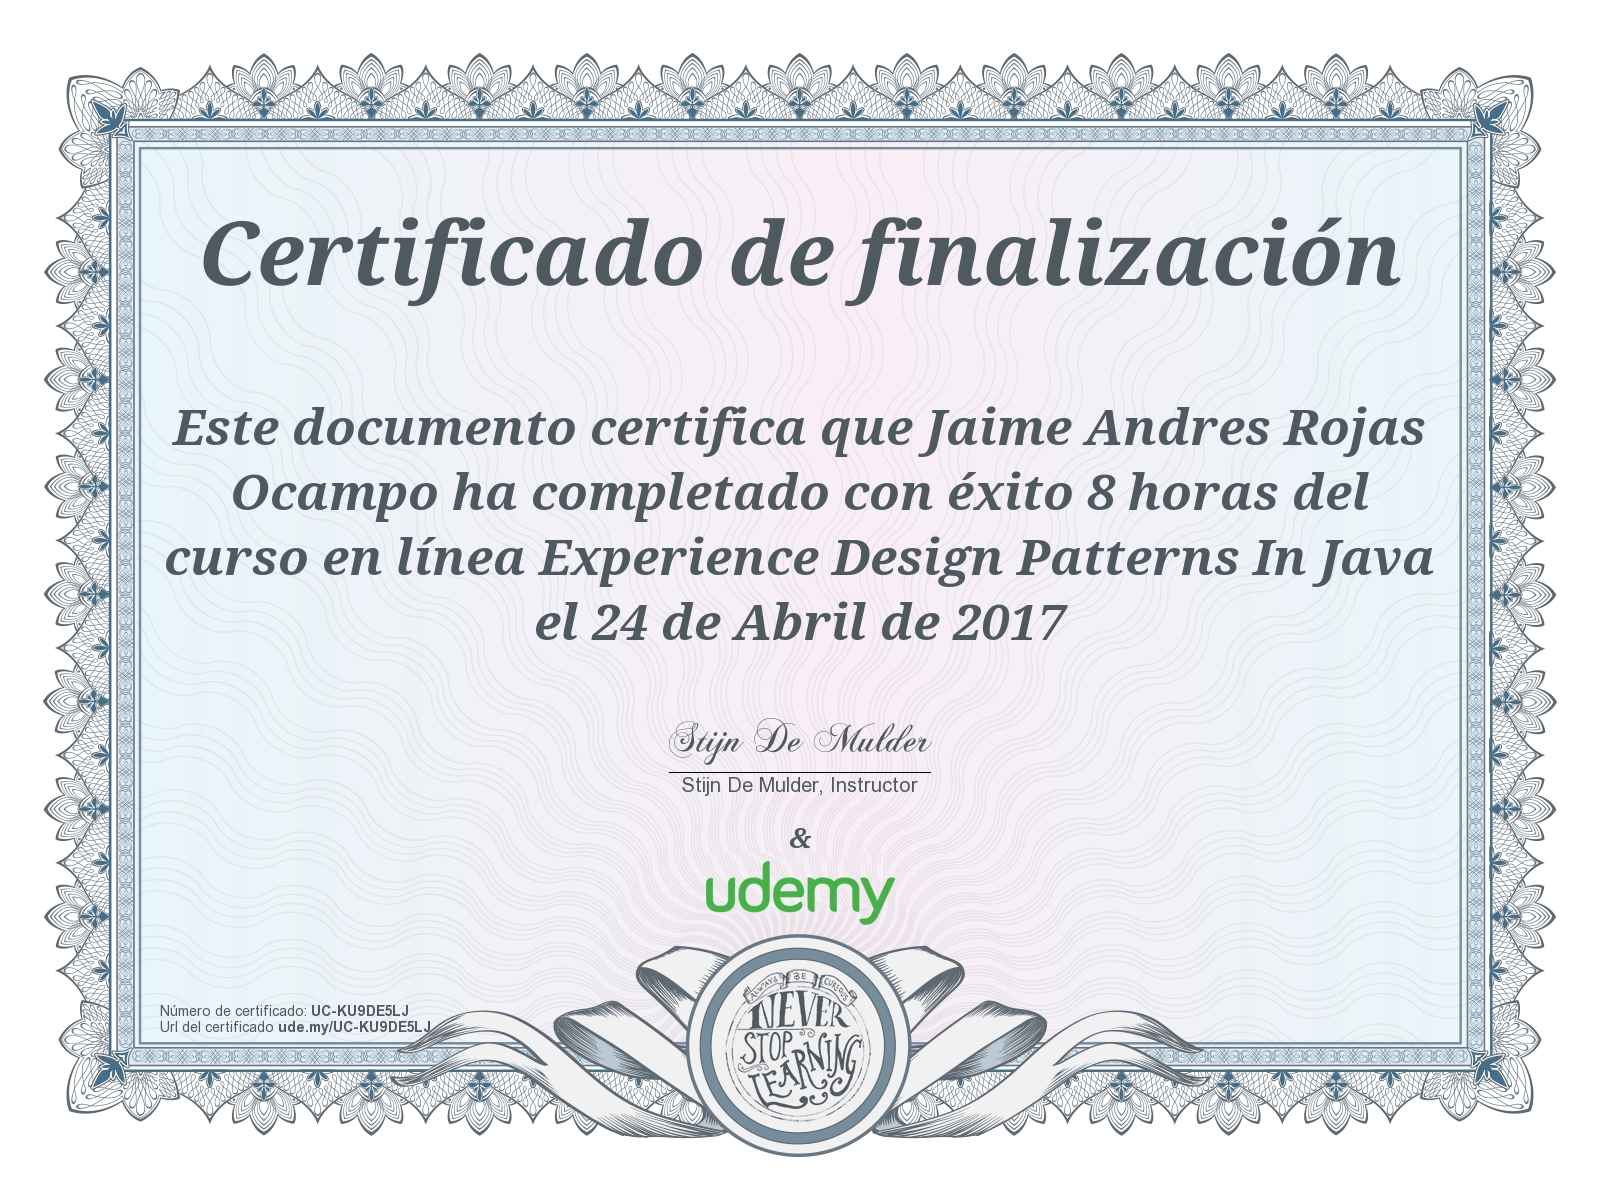 Certificado de finalización
Este documento certifica que Jaime Andres Rojas
Ocampo ha completado con éxito 8 horas del
curso en línea Experience Design Patterns In Java
el 24 de Abril de 2017
Stijn De Mulder
Stijn De Mulder, Instructor
&
udemy
Número de certificado: UC-KU9DE5LJ
Url del certificado ude.my/UC-KU9DE5LJ
ALWAYS BE CURIOUS
NEVER
STOP
LEARNING